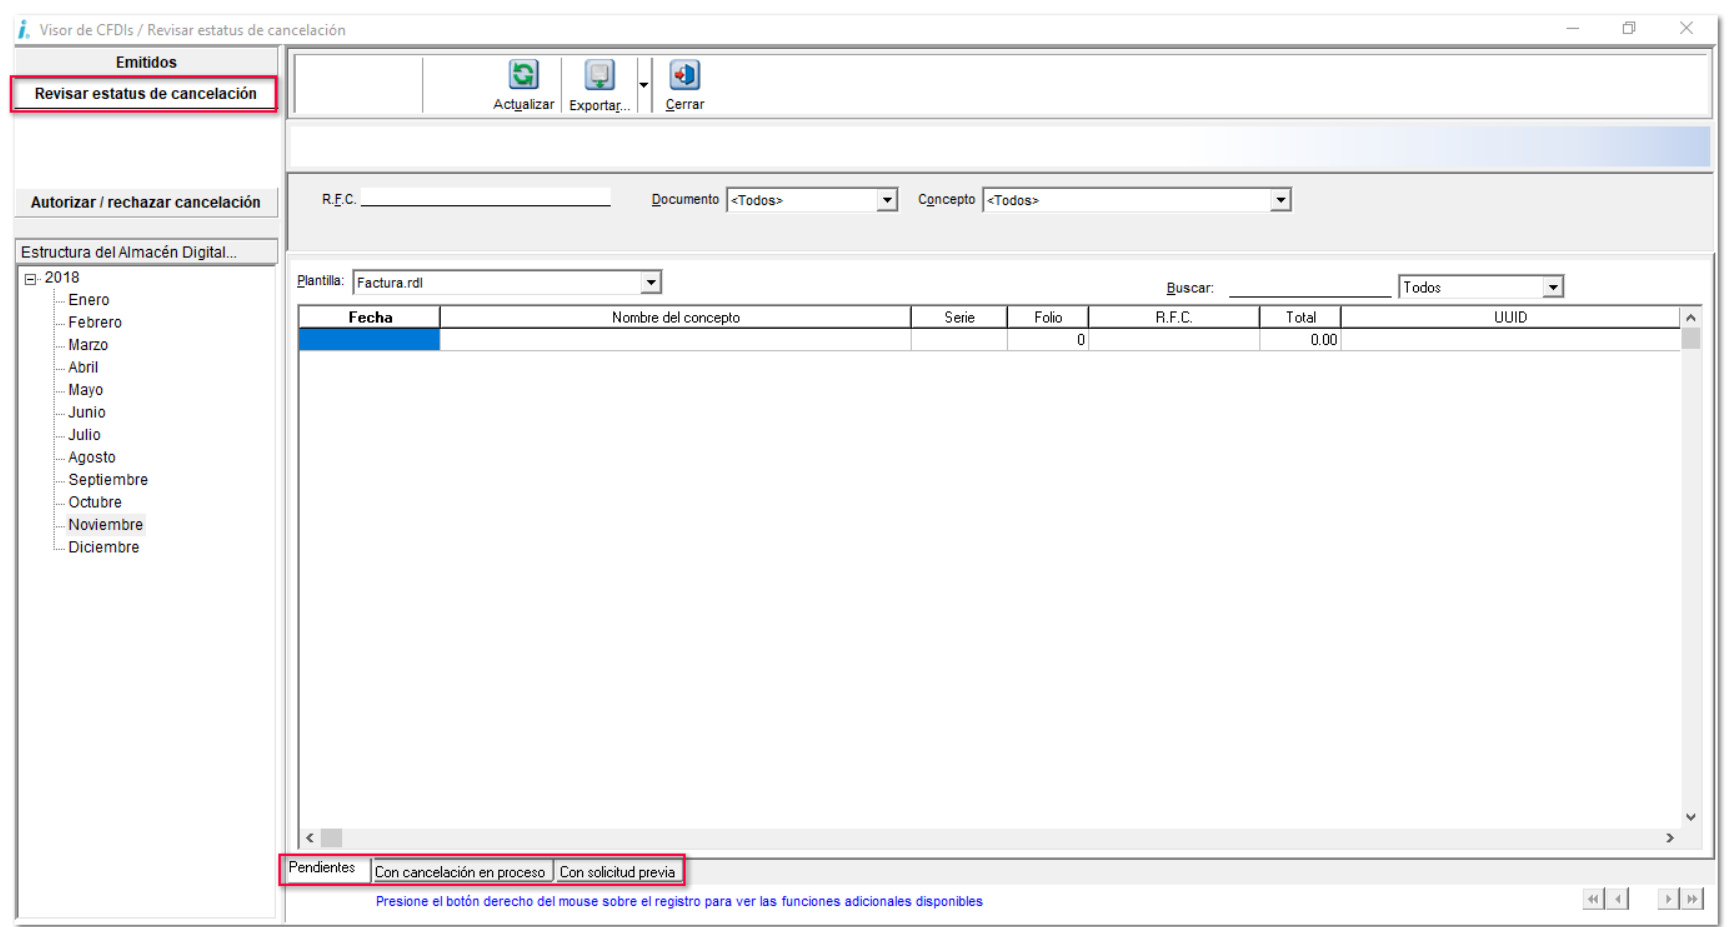 Visor de CFDIs / Revisar estatus de cancelación
Emitidos
Revisar estatus de cancelación
Autorizar / rechazar cancelación
Estructura del Almacén Digital...
2018
Enero
Febrero
Marzo
Abril
Mayo
Junio
Julio
Agosto
Septiembre
Octubre
Noviembre
Diciembre
Actualizar Exportar... Cerrar
R.F.C. Documento <Todos> Concepto <Todos>
Plantilla: Factura.rdl Buscar: Todos
Fecha Nombre del concepto Serie Folio R.F.C. Total UUID
0 0.00
Pendientes Con cancelación en proceso Con solicitud previa
Presione el botón derecho del mouse sobre el registro para ver las funciones adicionales disponibles